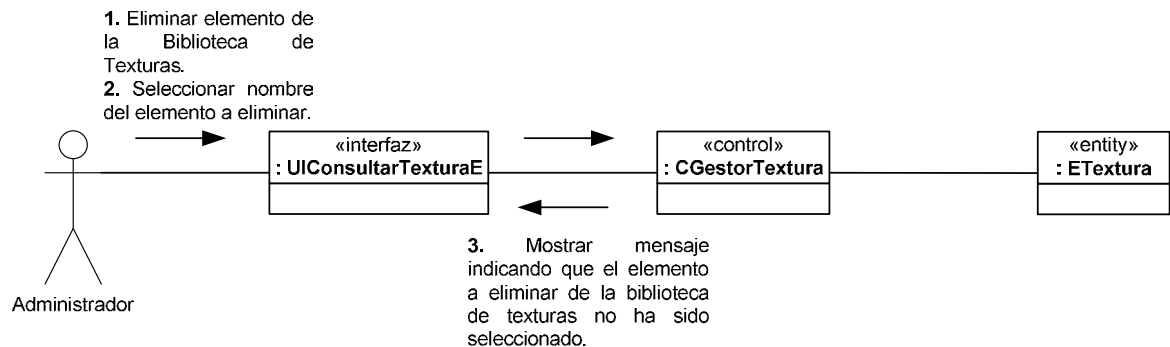 1. Eliminar elemento de
la Biblioteca de
Texturas.
2. Seleccionar nombre
del elemento a eliminar.
«interfaz»
: UIConsultarTexturaE
«control»
: CGestorTextura
«entity»
: ETextura
3. Mostrar mensaje
indicando que el elemento
a eliminar de la biblioteca
de texturas no ha sido
seleccionado.
Administrador